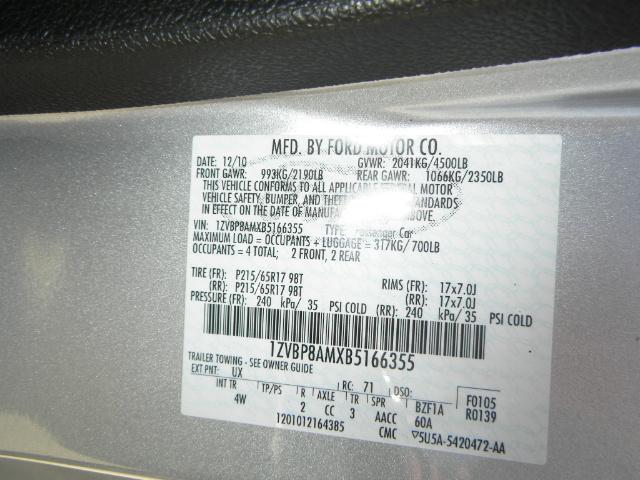 MFD. BY FORD MOTOR CO.
DATE: 12/10 GVWR: 2041KG/4500LB
FRONT GAWR: 993KG/2190LB REAR GAWR: 1066KG/2350LB
THIS VEHICLE CONFORMS TO ALL APPLICABLE FEDERAL MOTOR
VEHICLE SAFETY, BUMPER, AND THEFT STANDARDS
IN EFFECT ON THE DATE OF MANUFACTURE ABOVE.
VIN: 1ZVBP8AMXB5166355 TYPE: Passenger Car
MAXIMUM LOAD = OCCUPANTS + LUGGAGE = 317KG/700LB
OCCUPANTS = 4 TOTAL; 2 FRONT, 2 REAR
TIRE (FR): P215/65R17 98T RIMS (FR): 17x7.0J
(RR): P215/65R17 98T (RR): 17x7.0J
PRESSURE (FR): 240 kPa/ 35 PSI COLD (RR): 240 kPa/ 35 PSI COLD
1ZVBP8AMXB5166355
TRAILER TOWING - SEE OWNER GUIDE
EXT PNT: UX RC: 71 DSO: F0105
INT TR TP/PS R AXLE TR SPR BZF1A R0139
4W 2 CC 3 AACC 60A
1201012164385 CMC ▽5U5A-5420472-AA